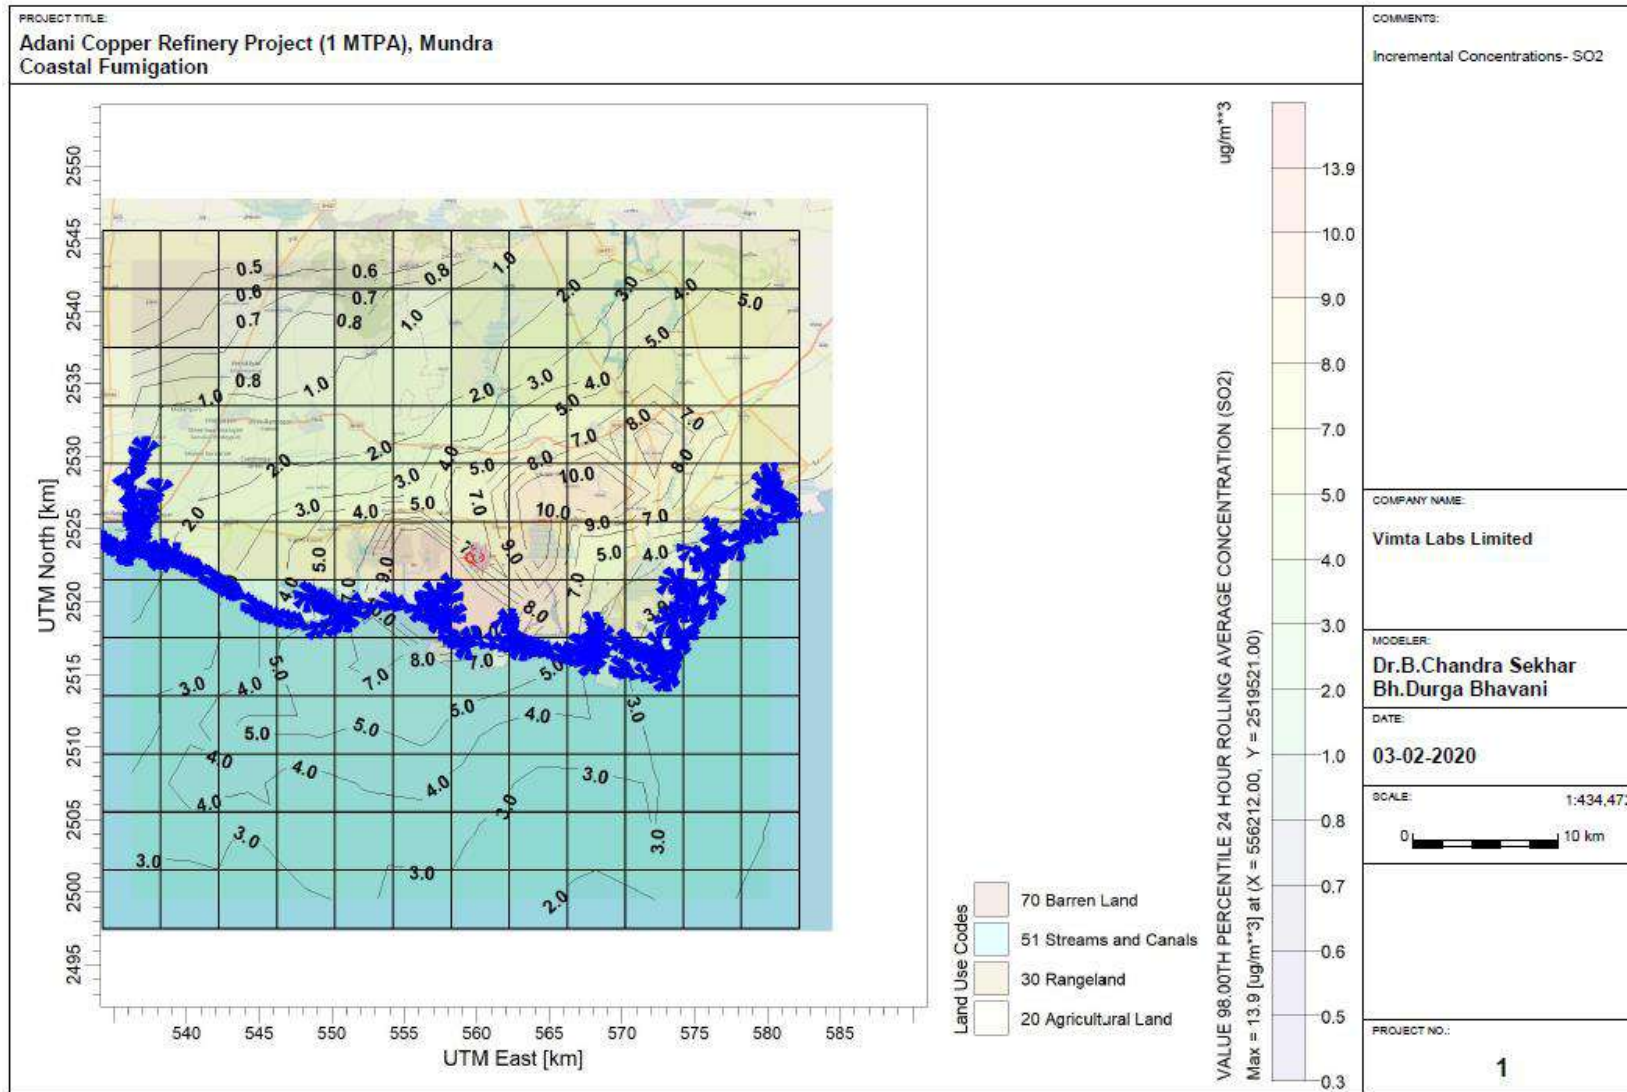 PROJECT TITLE:
Adani Copper Refinery Project (1 MTPA), Mundra
Coastal Fumigation
COMMENTS:
Incremental Concentrations- SO2
COMPANY NAME:
Vimta Labs Limited
MODELER:
Dr.B.Chandra Sekhar
Bh.Durga Bhavani
DATE:
03-02-2020
SCALE:
1:434,47
0 10 km
PROJECT NO.:
1
UTM North [km]
2550
2545
2540
2535
2530
2525
2520
2515
2510
2505
2500
2495
540 545 550 555 560 565 570 575 580 585
UTM East [km]
0.5 0.6 0.8 1.0
0.6 0.7 2.0 3.0 4.0 5.0
0.7 0.8 1.0 5.0
0.8 1.0 2.0 3.0 4.0
1.0 5.0 8.0 7.0
2.0 2.0 4.0 5.0 8.0 7.0 8.0
3.0 10.0
2.0 3.0 4.0 5.0 7.0 10.0 9.0 7.0
5.0 9.0 9.0 5.0 4.0
4.0 7.0 8.0 7.0 3.0
5.0 7.0 8.0 7.0 5.0
3.0 4.0 5.0 4.0 3.0
5.0 5.0
4.0 4.0 4.0 3.0
4.0 3.0
3.0 3.0
3.0 3.0
2.0
Land Use Codes
70 Barren Land
51 Streams and Canals
30 Rangeland
20 Agricultural Land
VALUE 98.00TH PERCENTILE 24 HOUR ROLLING AVERAGE CONCENTRATION (SO2)
Max = 13.9 [ug/m**3] at (X = 556212.00, Y = 2519521.00)
ug/m**3
13.9
10.0
9.0
8.0
7.0
5.0
4.0
3.0
2.0
1.0
0.8
0.7
0.6
0.5
0.3